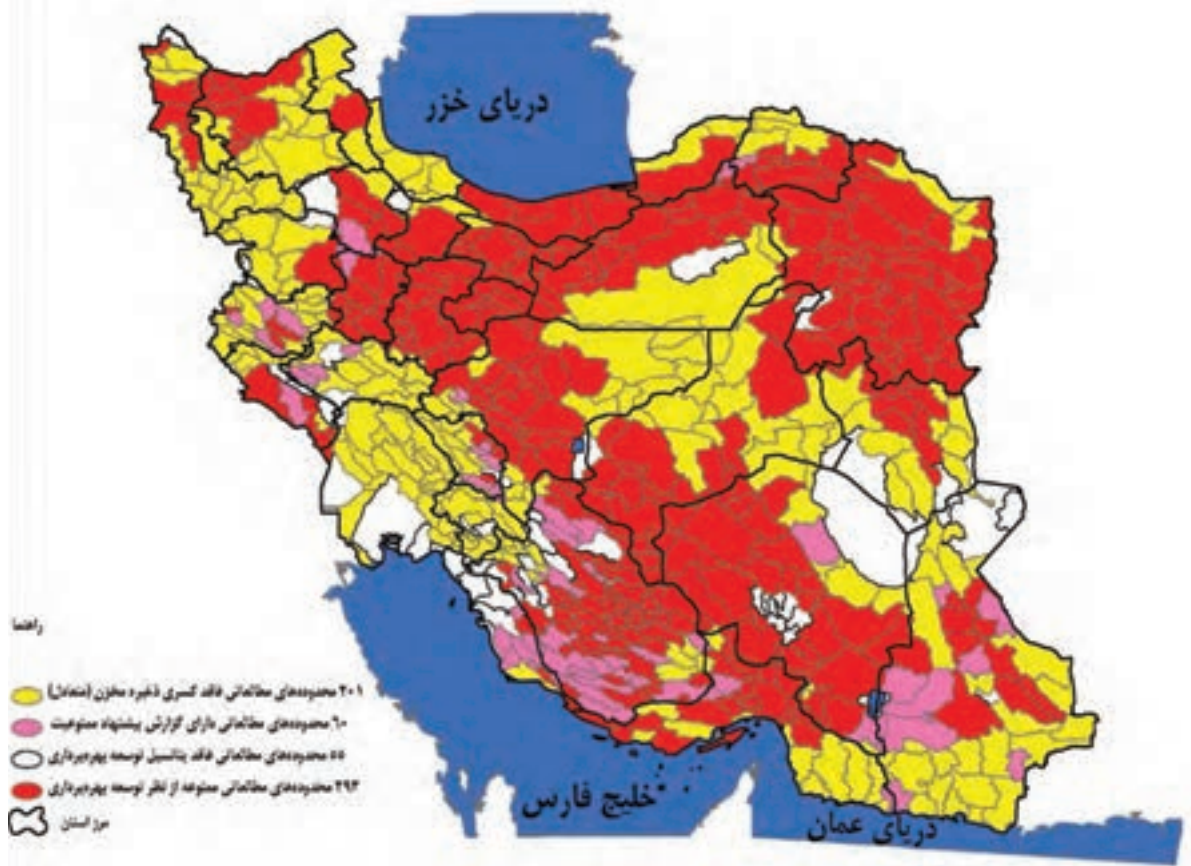 دریای خزر
راهنما
۲۰۱ محدوده‌های مطالعاتی فاقد کسری ذخیره مخزن (متعادل)
۶۰ محدوده‌های مطالعاتی دارای گزارش پیشنهاد ممنوعیت
۵۵ محدوده‌های مطالعاتی فاقد پتانسیل توسعه بهره‌برداری
۲۹۳ محدوده‌های مطالعاتی ممنوعه از نظر توسعه بهره‌برداری
مرز استان
خلیج فارس
دریای عمان